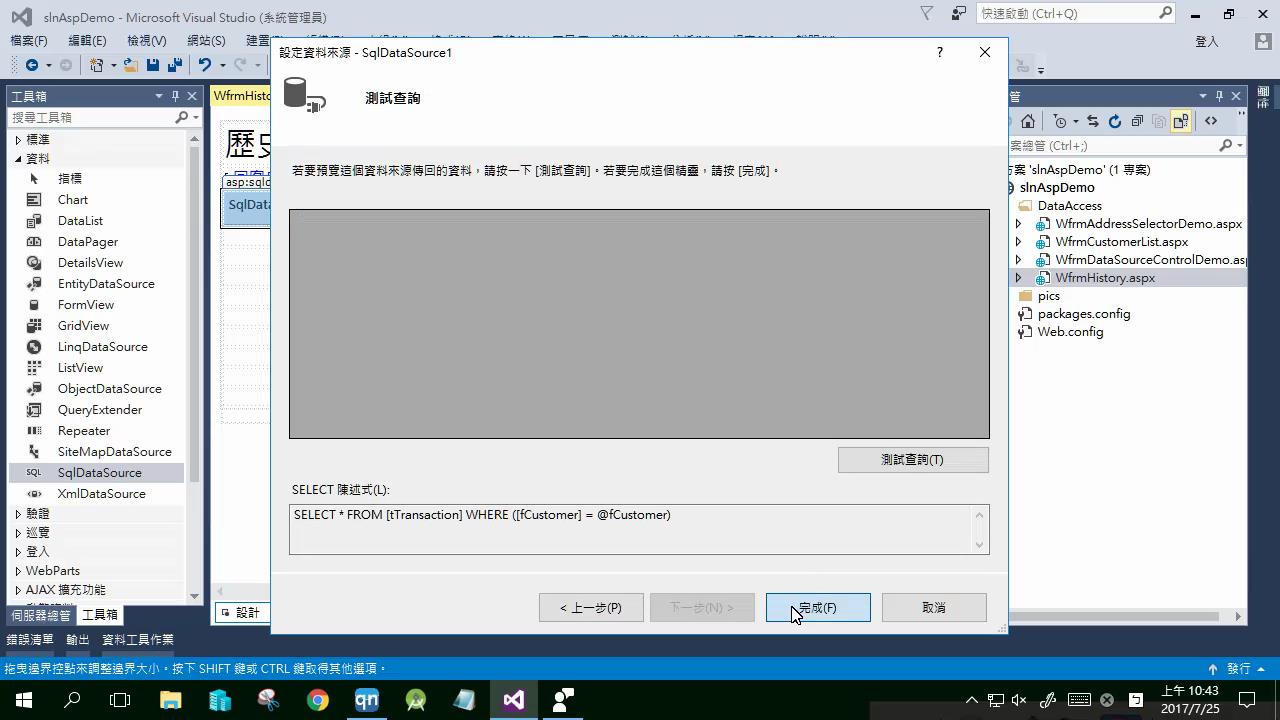 slnAspDemo - Microsoft Visual Studio (系統管理員)
快速啟動 (Ctrl+Q)
檔案(F) 編輯(E) 檢視(V) 網站(S)
登入
設定資料來源 - SqlDataSource1
?
工具箱
搜尋工具箱
標準
資料
指標
Chart
DataList
DataPager
DetailsView
EntityDataSource
FormView
GridView
LinqDataSource
ListView
ObjectDataSource
QueryExtender
Repeater
SiteMapDataSource
SqlDataSource
XmlDataSource
驗證
巡覽
登入
WebParts
AJAX 擴充功能
伺服器總管 工具箱
WfrmHisto
歷史
asp:sqld
SqlData
設計
測試查詢
若要預覽這個資料來源傳回的資料，請按一下 [測試查詢]。若要完成這個精靈，請按 [完成]。
測試查詢(T)
SELECT 陳述式(L):
SELECT * FROM [tTransaction] WHERE ([fCustomer] = @fCustomer)
< 上一步(P) 下一步(N) > 完成(F) 取消
管
案總管 (Ctrl+;)
方案 'slnAspDemo' (1 專案)
slnAspDemo
DataAccess
WfrmAddressSelectorDemo.aspx
WfrmCustomerList.aspx
WfrmDataSourceControlDemo.asp
WfrmHistory.aspx
pics
packages.config
Web.config
錯誤清單 輸出 資料工具作業
拖曳邊界控點來調整邊界大小。按下 SHIFT 鍵或 CTRL 鍵取得其他選項。
發行
qn
上午 10:43
2017/7/25